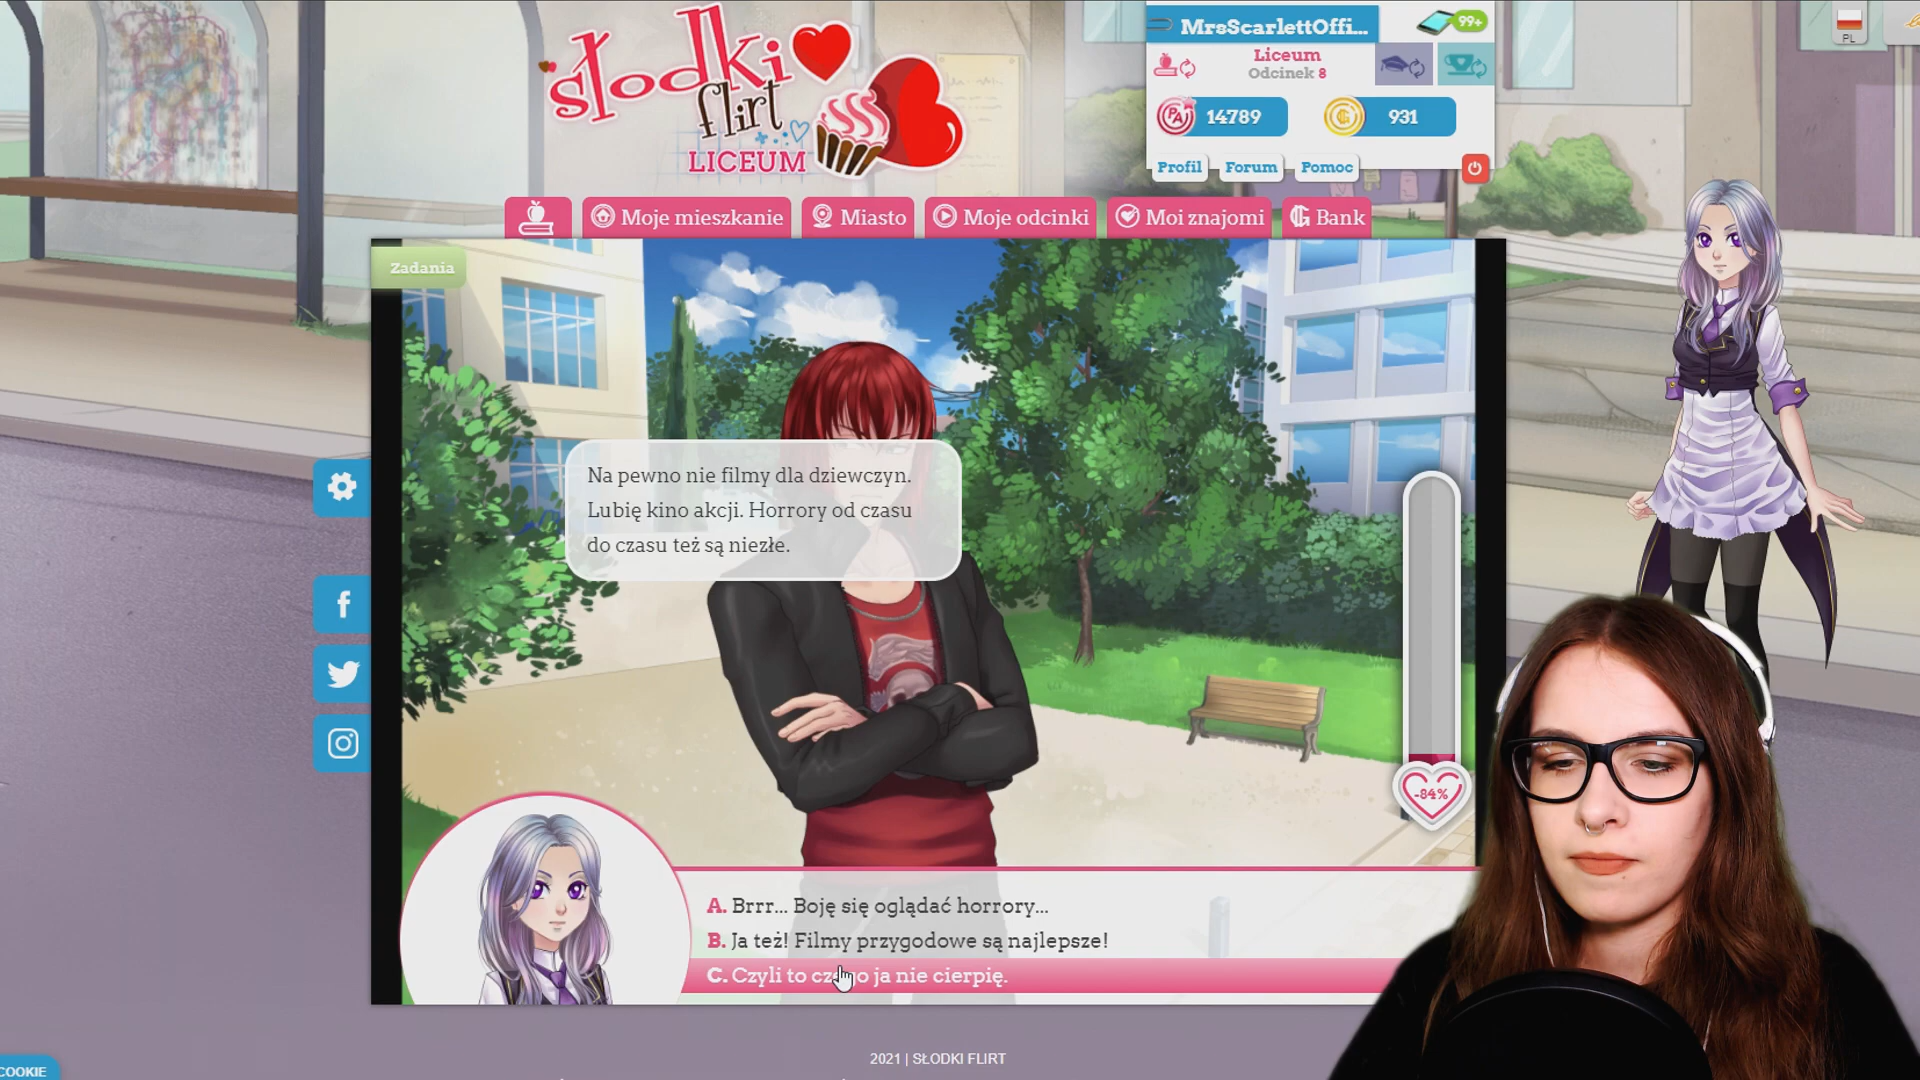 słodki
flirt
LICEUM
MrsScarlettOffi...
99+
PL
Liceum
Odcinek 8
PA
14789
931
Profil
Forum
Pomoc
Moje mieszkanie
Miasto
Moje odcinki
Moi znajomi
Bank
Zadania
Na pewno nie filmy dla dziewczyn.
Lubię kino akcji. Horrory od czasu
do czasu też są niezłe.
-84%
A. Brrr... Boję się oglądać horrory...
B. Ja też! Filmy przygodowe są najlepsze!
C. Czyli to czego ja nie cierpię.
2021 | SŁODKI FLIRT
COOKIE